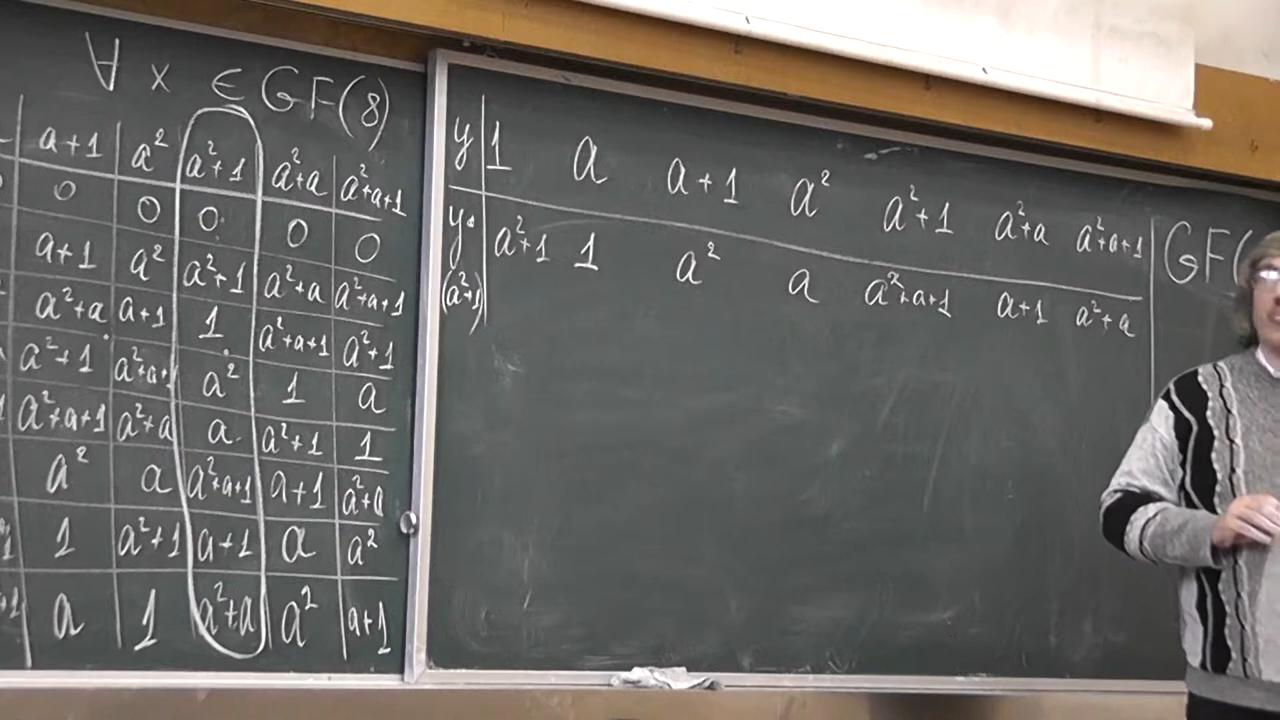 ∀ x ∈ GF(8)
a+1 a²  a²+1 a²+a a²+a+1
0 0 0 0 0
a+1 a² a²+1 a²+a a²+a+1
a²+a a+1 1 a²+a+1 a²+1
a²+1 a²+a+1 a² 1 a
a²+a+1 a²+a a a²+1 1
a² a a²+a+1 a+1 a²+a
1 a²+1 a+1 a a²
a 1 a²+a a² a+1
y 1 a a+1 a² a²+1 a²+a a²+a+1
y·(a²+1) a²+1 1 a² a a²+a+1 a+1 a²+a
GF(